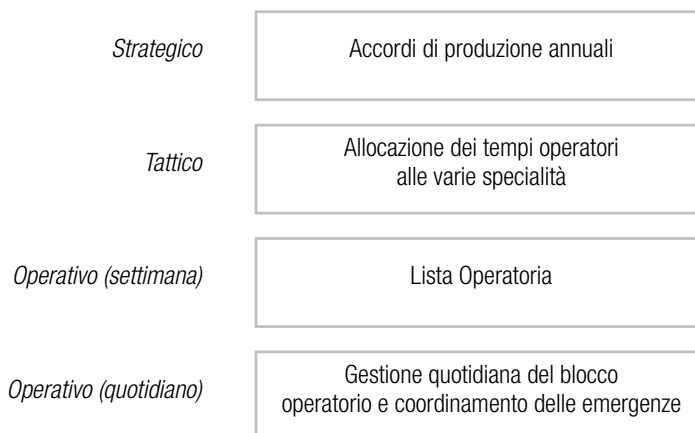 Strategico
Accordi di produzione annuali
Tattico
Allocazione dei tempi operatori
alle varie specialità
Operativo (settimana)
Lista Operatoria
Operativo (quotidiano)
Gestione quotidiana del blocco
operatorio e coordinamento delle emergenze